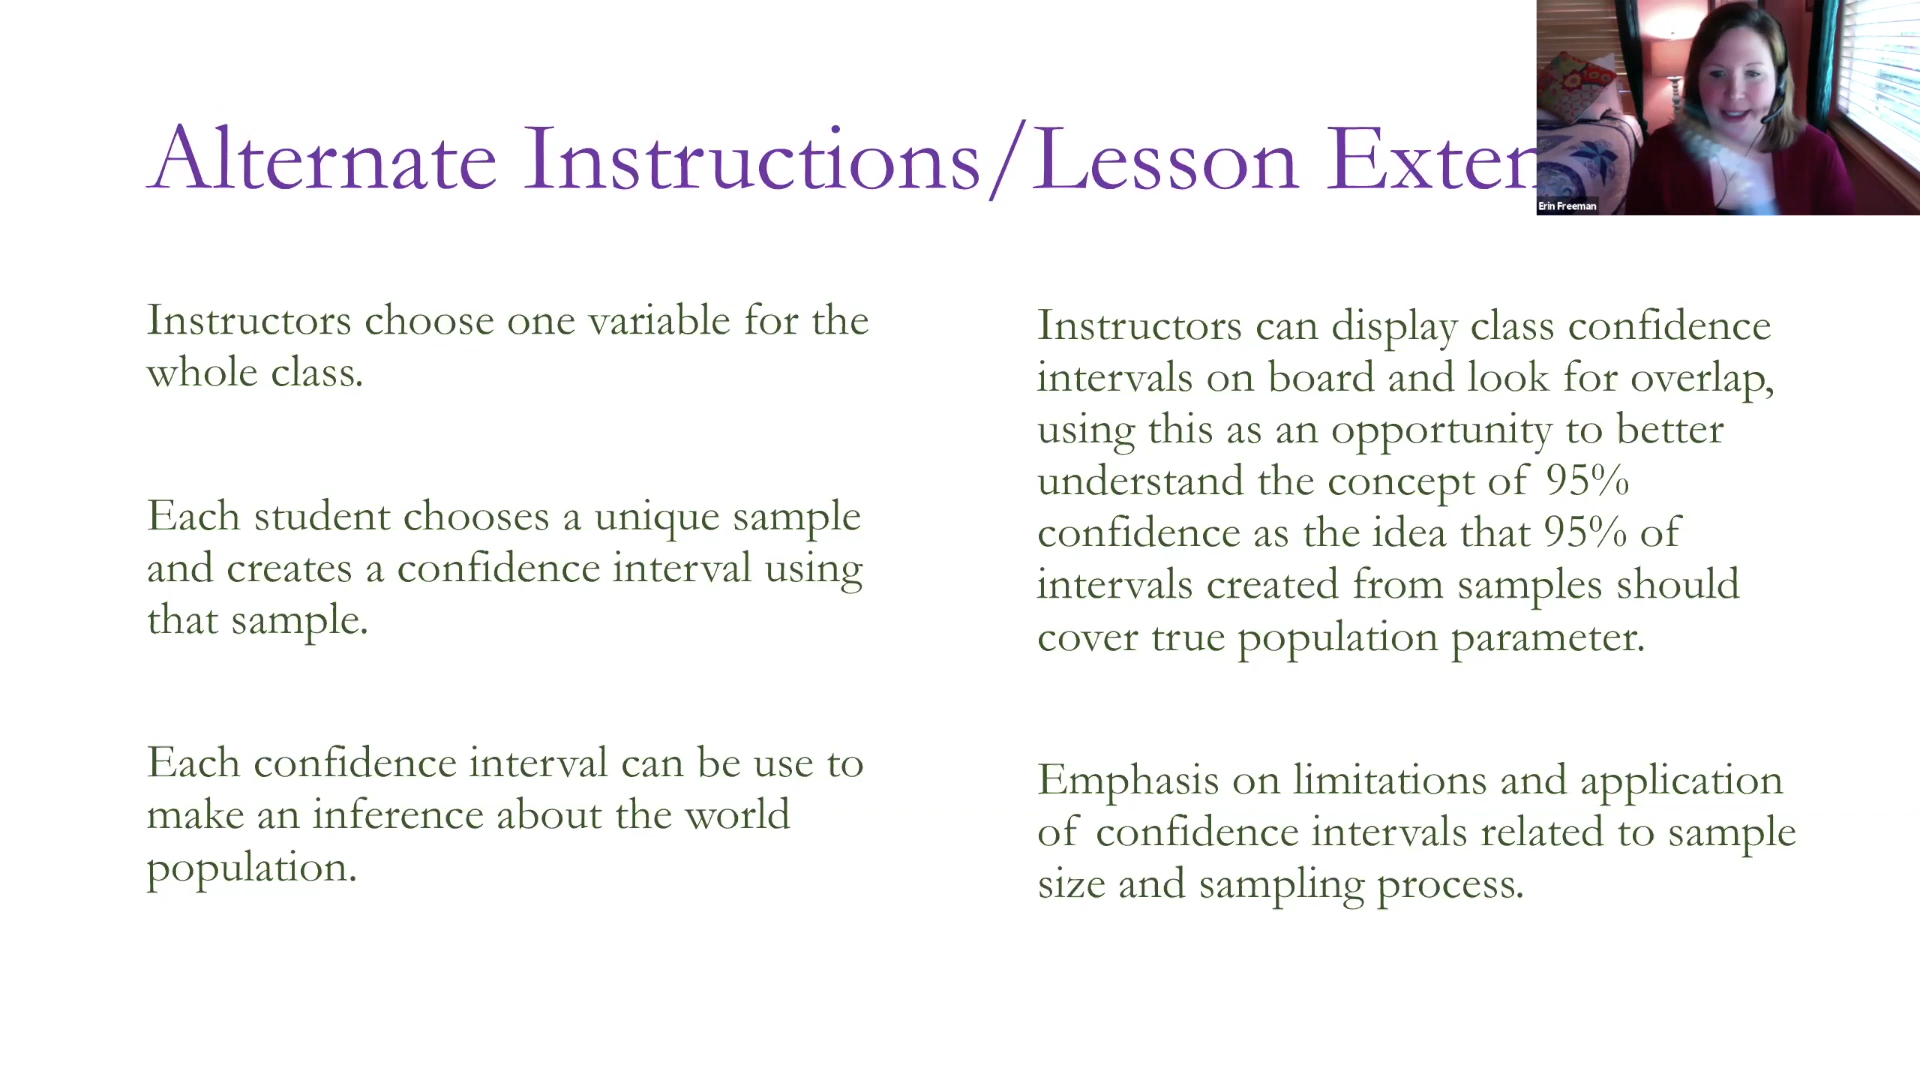 Alternate Instructions/Lesson Exten
Erin Freeman
Instructors choose one variable for the
whole class.
Each student chooses a unique sample
and creates a confidence interval using
that sample.
Each confidence interval can be use to
make an inference about the world
population.
Instructors can display class confidence
intervals on board and look for overlap,
using this as an opportunity to better
understand the concept of 95%
confidence as the idea that 95% of
intervals created from samples should
cover true population parameter.
Emphasis on limitations and application
of confidence intervals related to sample
size and sampling process.